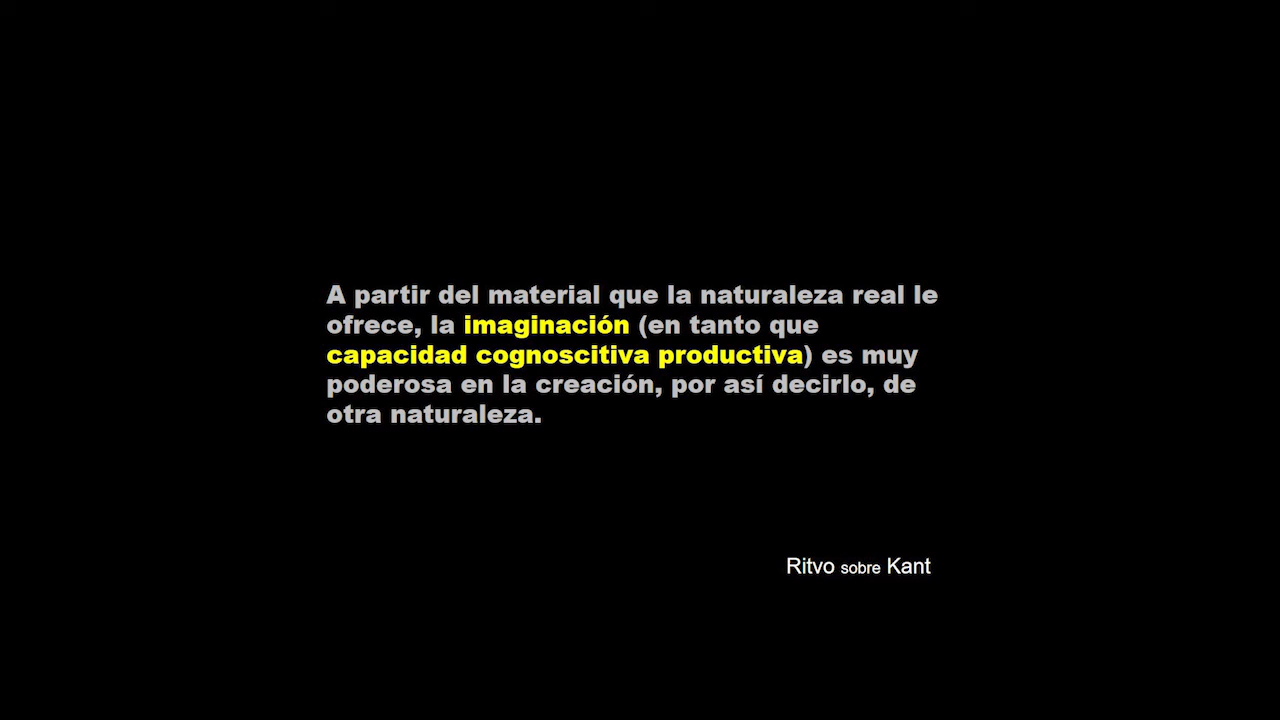 A partir del material que la naturaleza real le
ofrece, la imaginación (en tanto que
capacidad cognoscitiva productiva) es muy
poderosa en la creación, por así decirlo, de
otra naturaleza.
Ritvo sobre Kant